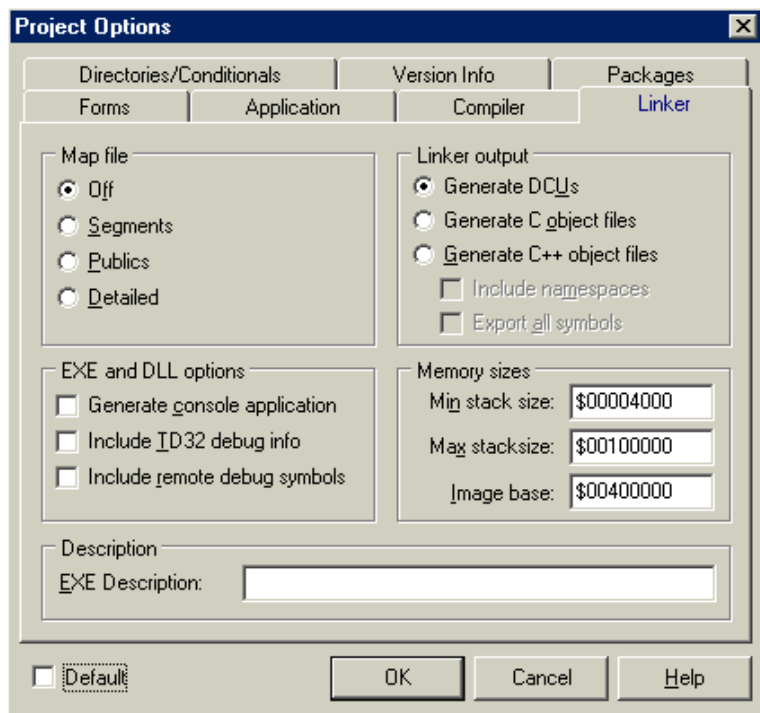 Project Options
Directories/Conditionals Version Info Packages
Forms Application Compiler Linker
Map file
Off
Segments
Publics
Detailed
Linker output
Generate DCUs
Generate C object files
Generate C++ object files
Include namespaces
Export all symbols
EXE and DLL options
Generate console application
Include TD32 debug info
Include remote debug symbols
Memory sizes
Min stack size: $00004000
Max stacksize: $00100000
Image base: $00400000
Description
EXE Description:
Default OK Cancel Help